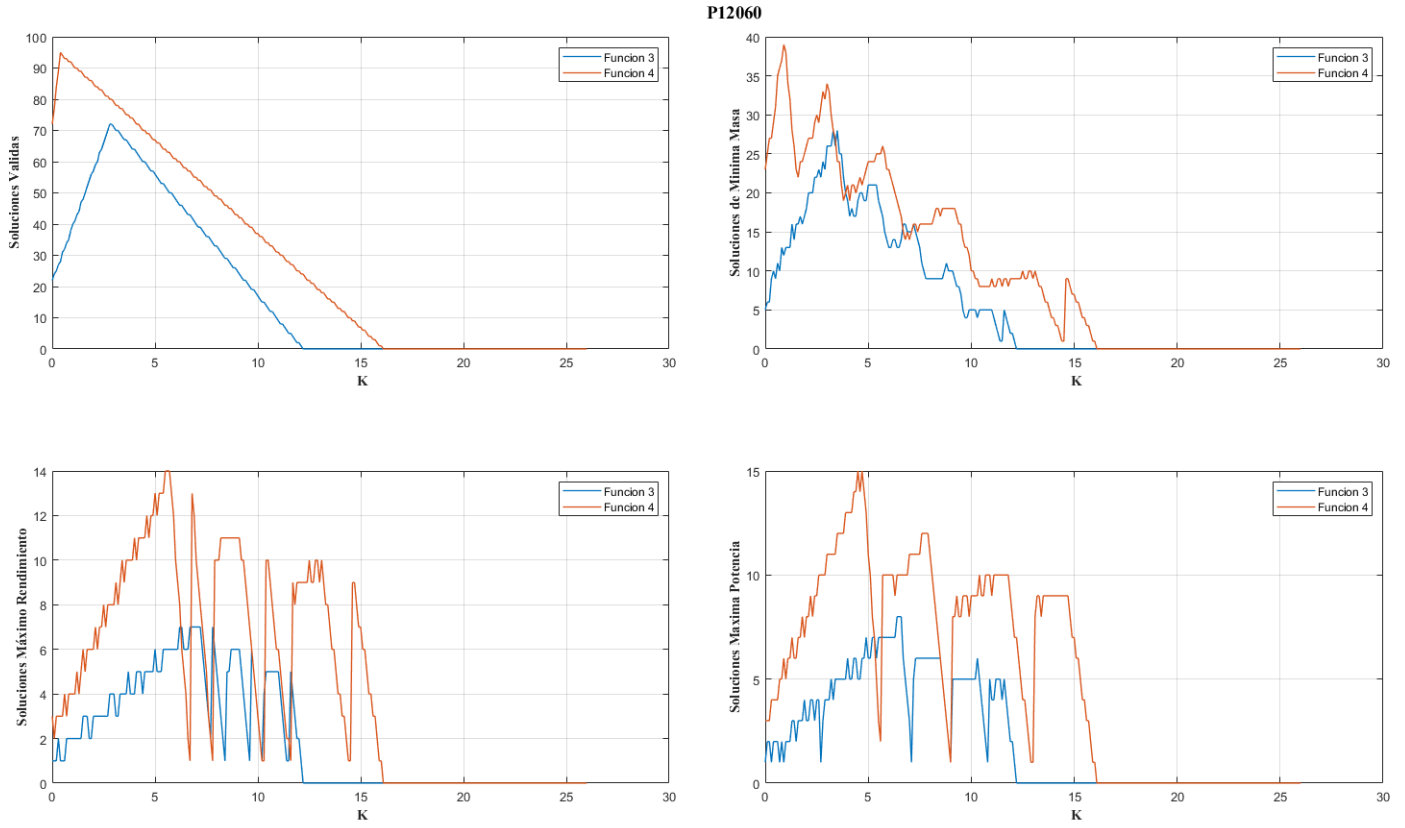 P12060
Soluciones Validas
100
90
80
70
60
50
40
30
20
10
0
0 5 10 15 20 25 30
K
Funcion 3
Funcion 4
Soluciones de Minima Masa
40
35
30
25
20
15
10
5
0
0 5 10 15 20 25 30
K
Funcion 3
Funcion 4
Soluciones Máximo Rendimiento
14
12
10
8
6
4
2
0
0 5 10 15 20 25 30
K
Funcion 3
Funcion 4
Soluciones Maxima Potencia
15
10
5
0
0 5 10 15 20 25 30
K
Funcion 3
Funcion 4